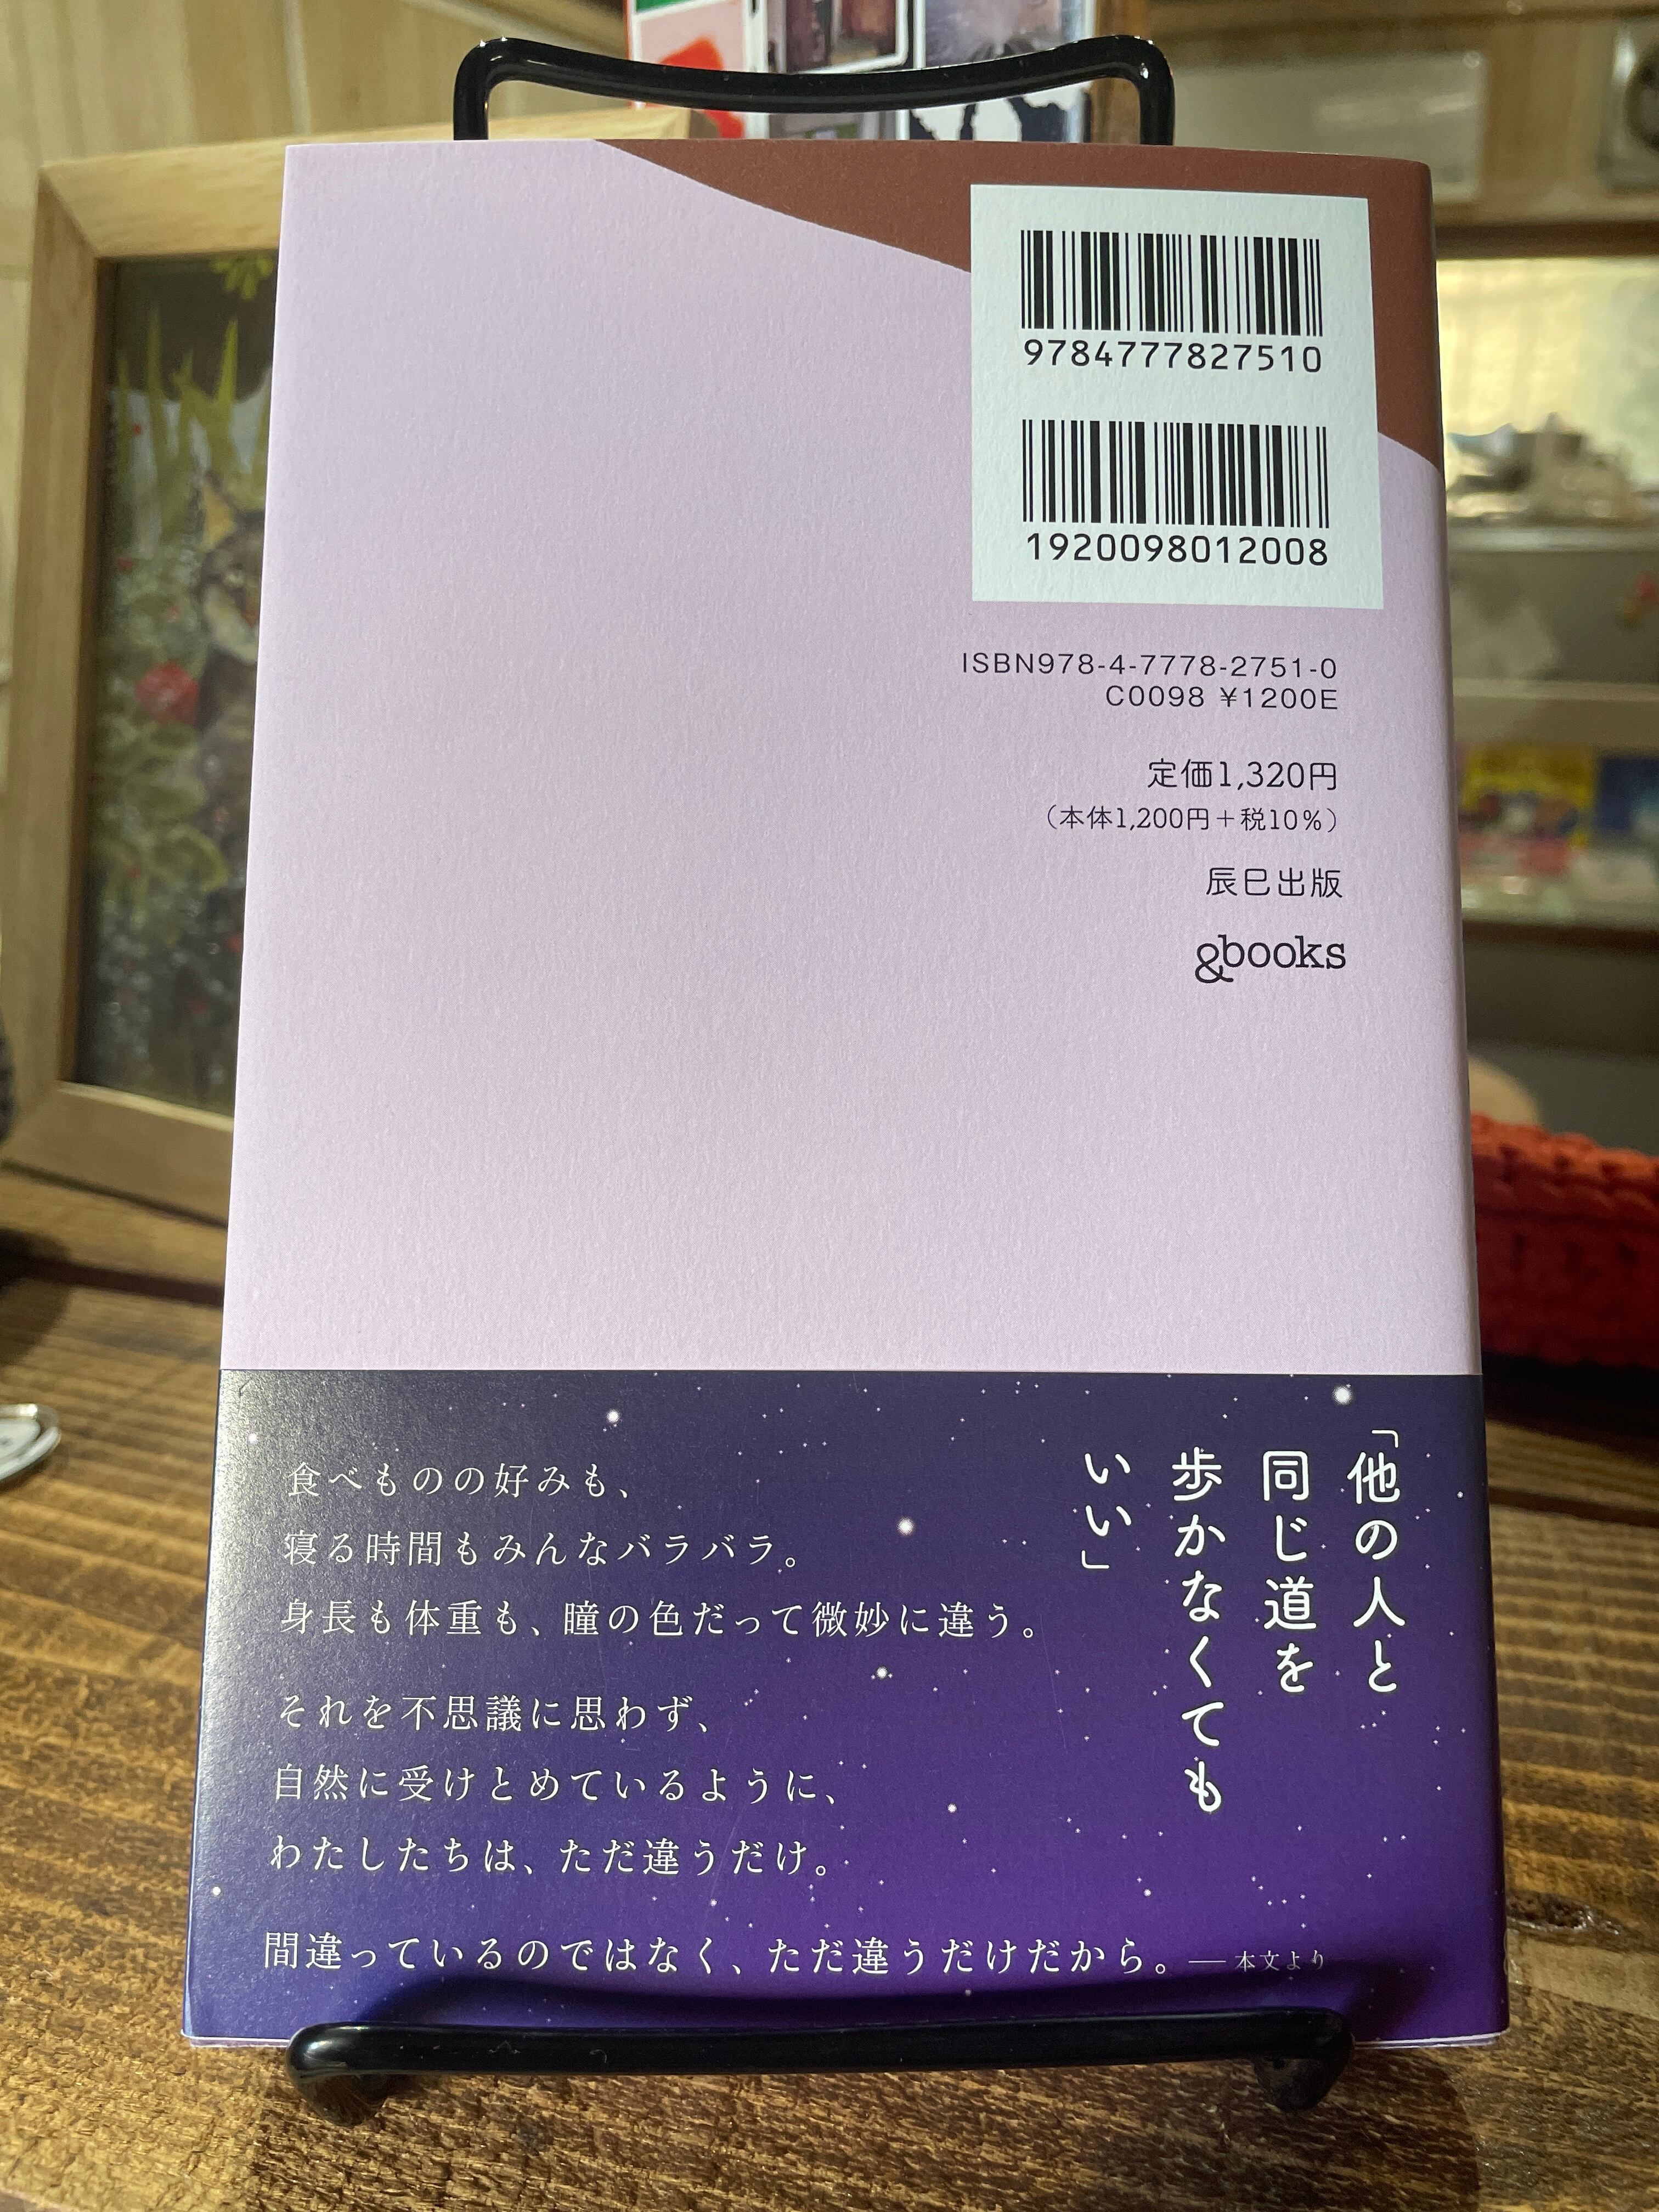 9784777827510
1920098012008
ISBN978-4-7778-2751-0
C0098 ¥1200E
定価1,320円
（本体1,200円＋税10%）
辰巳出版
&books
「他の人と
同じ道を
歩かなくても
いい」
食べものの好みも、
寝る時間もみんなバラバラ。
身長も体重も、瞳の色だって微妙に違う。
それを不思議に思わず、
自然に受けとめているように、
わたしたちは、ただ違うだけ。
間違っているのではなく、ただ違うだけだから。—本文より